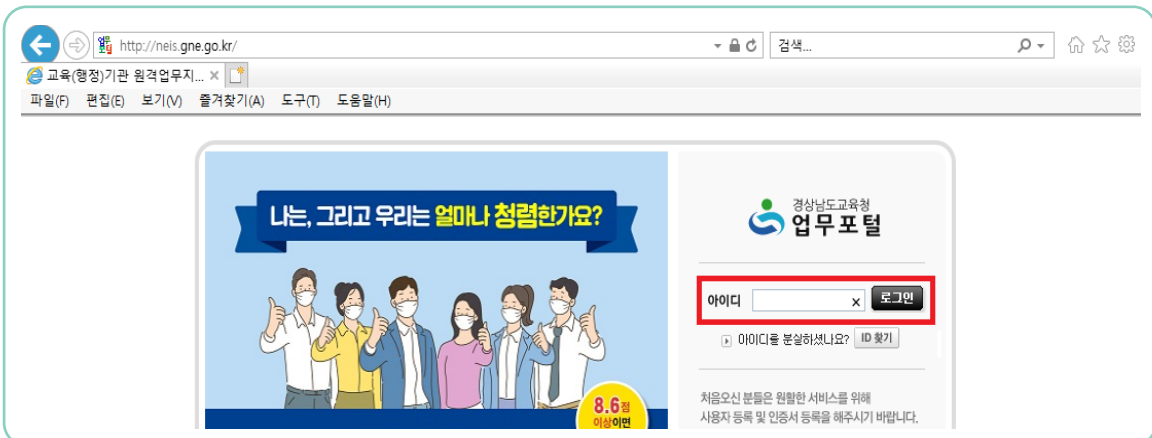 http://neis.gne.go.kr/
검색...
교육(행정)기관 원격업무지...
파일(F) 편집(E) 보기(V) 즐겨찾기(A) 도구(T) 도움말(H)
나는, 그리고 우리는 얼마나 청렴한가요?
8.6점
이상이면
경상남도교육청
업무포털
아이디
로그인
아이디를 분실하셨나요? ID 찾기
처음오신 분들은 원활한 서비스를 위해
사용자 등록 및 인증서 등록을 해주시기 바랍니다.